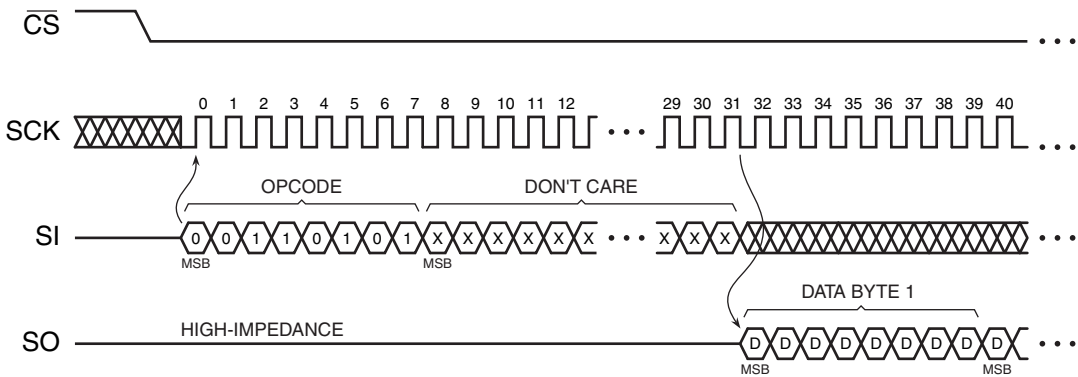 CS
0 1 2 3 4 5 6 7 8 9 10 11 12 29 30 31 32 33 34 35 36 37 38 39 40
SCK
OPCODE DON'T CARE
SI 0 0 1 1 0 1 0 1 X X X X X X X X X
MSB MSB
DATA BYTE 1
HIGH-IMPEDANCE
SO D D D D D D D D D
MSB MSB